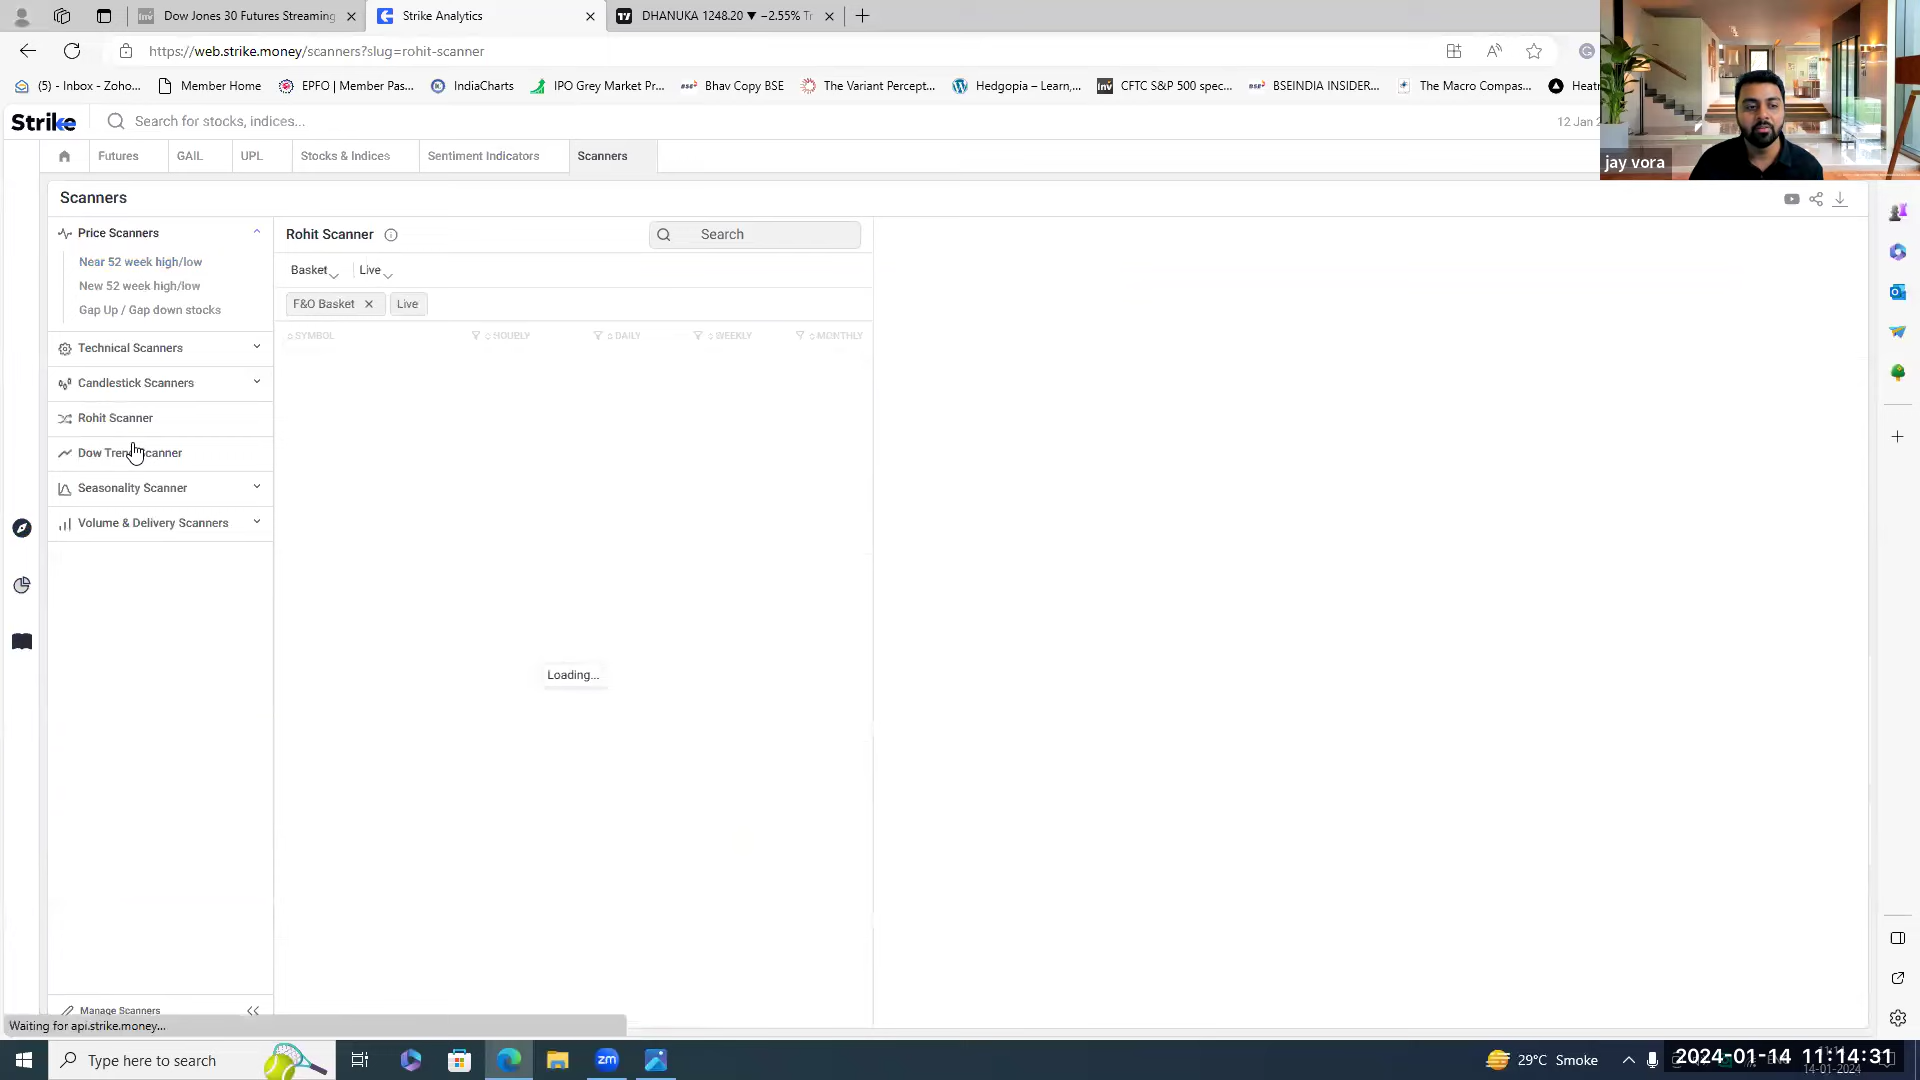 Dow Jones 30 Futures Streaming
Strike Analytics
DHANUKA 1248.20 ▼ −2.55% Tr
https://web.strike.money/scanners?slug=rohit-scanner
(5) - Inbox - Zoho...
Member Home
EPFO | Member Pas...
IndiaCharts
IPO Grey Market Pr...
Bhav Copy BSE
The Variant Percept...
Hedgopia – Learn,...
CFTC S&P 500 spec...
BSEINDIA INSIDER...
The Macro Compas...
Heatr
Strike
Search for stocks, indices...
12 Jan 2
Futures
GAIL
UPL
Stocks & Indices
Sentiment Indicators
Scanners
jay vora
Scanners
Price Scanners
Near 52 week high/low
New 52 week high/low
Gap Up / Gap down stocks
Technical Scanners
Candlestick Scanners
Rohit Scanner
Dow Trend Scanner
Seasonality Scanner
Volume & Delivery Scanners
Manage Scanners
Rohit Scanner
Search
Basket
Live
F&O Basket
Live
SYMBOL
HOURLY
DAILY
WEEKLY
MONTHLY
Loading...
Waiting for api.strike.money...
Type here to search
29°C Smoke
2024-01-14 11:14:31
14-01-2024